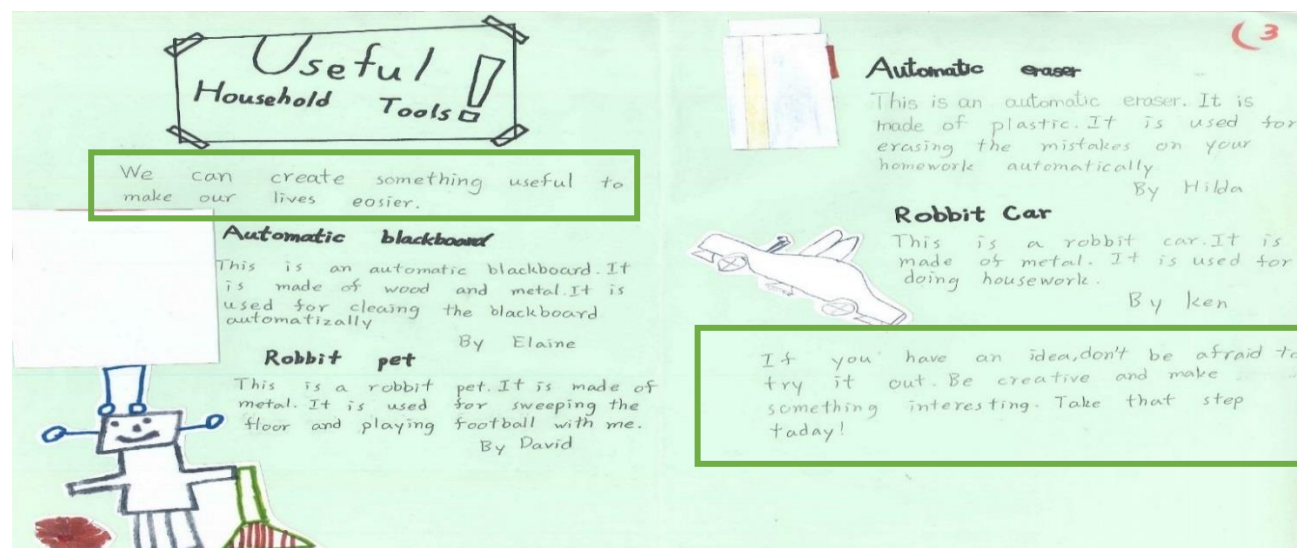 Useful
Household Tools!
We can create something useful to
make our lives easier.
Automatic blackboard
This is an automatic blackboard. It
is made of wood and metal. It is
used for cleaing the blackboard
automatizally
By Elaine
Robbit pet
This is a robbit pet. It is made of
metal. It is used for sweeping the
floor and playing football with me.
By David
(3
Automatic eraser
This is an automatic eraser. It is
made of plastic. It is used for
erasing the mistakes on your
homework automatically
By Hilda
Robbit Car
This is a robbit car. It is
made of metal. It is used for
doing housework.
By ken
If you have an idea, don't be afraid to
try it out. Be creative and make
something interesting. Take that step
taday!